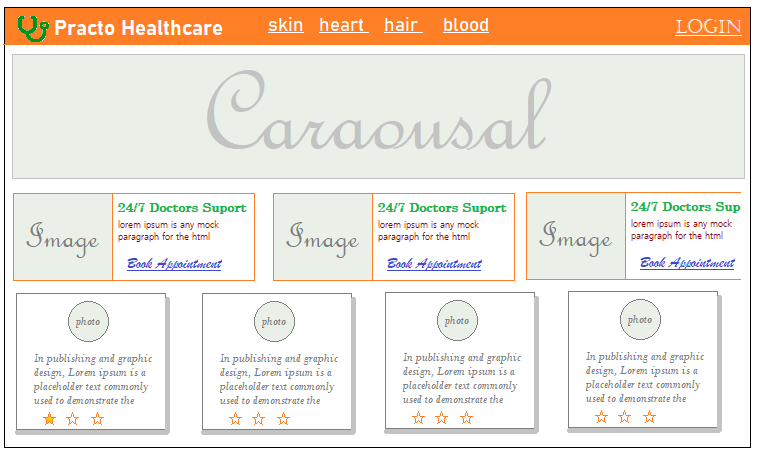 Practo Healthcare skin heart hair blood LOGIN
Caraousal
Image
24/7 Doctors Suport
lorem ipsum is any mock
paragraph for the html
Book Appointment
Image
24/7 Doctors Suport
lorem ipsum is any mock
paragraph for the html
Book Appointment
Image
24/7 Doctors Sup
lorem ipsum is any mock
paragraph for the html
Book Appointment
photo
In publishing and graphic
design, Lorem ipsum is a
placeholder text commonly
used to demonstrate the
photo
In publishing and graphic
design, Lorem ipsum is a
placeholder text commonly
used to demonstrate the
photo
In publishing and graphic
design, Lorem ipsum is a
placeholder text commonly
used to demonstrate the
photo
In publishing and graphic
design, Lorem ipsum is a
placeholder text commonly
used to demonstrate the